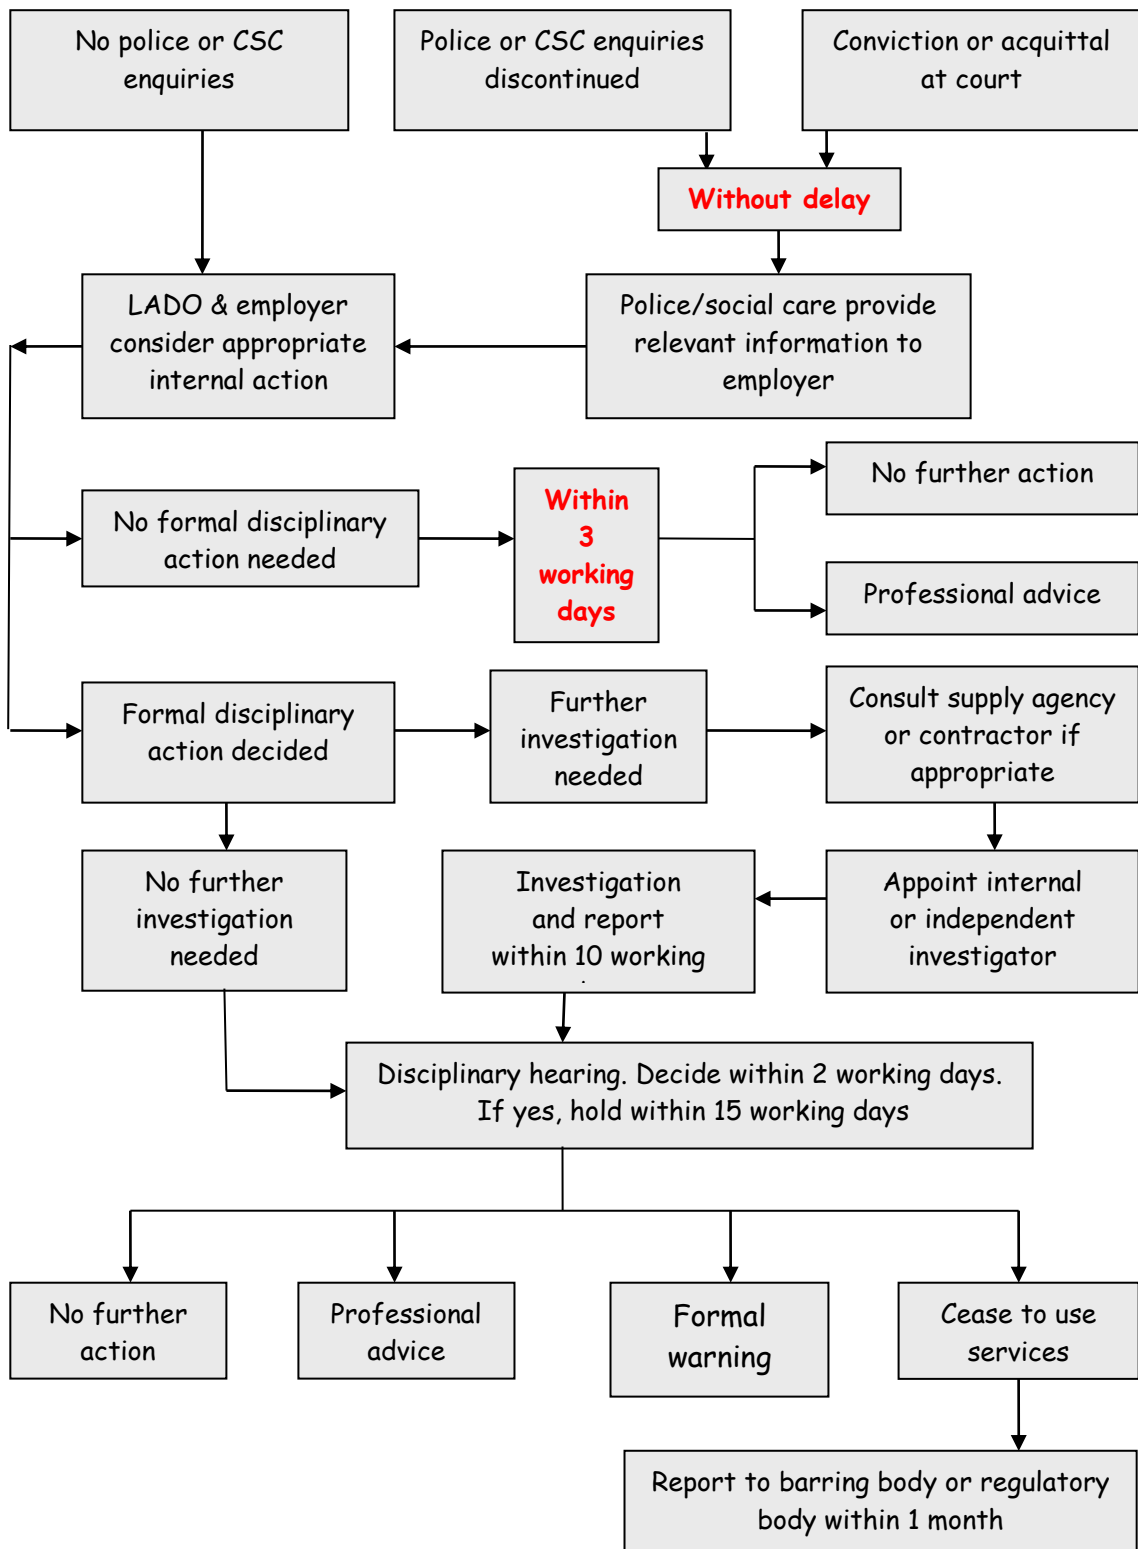 No police or CSC
enquiries
Police or CSC enquiries
discontinued
Conviction or acquittal
at court
Without delay
LADO & employer
consider appropriate
internal action
Police/social care provide
relevant information to
employer
No formal disciplinary
action needed
Within
3
working
days
No further action
Professional advice
Formal disciplinary
action decided
Further
investigation
needed
Consult supply agency
or contractor if
appropriate
No further
investigation
needed
Investigation
and report
within 10 working
Appoint internal
or independent
investigator
Disciplinary hearing. Decide within 2 working days.
If yes, hold within 15 working days
No further
action
Professional
advice
Formal
warning
Cease to use
services
Report to barring body or regulatory
body within 1 month